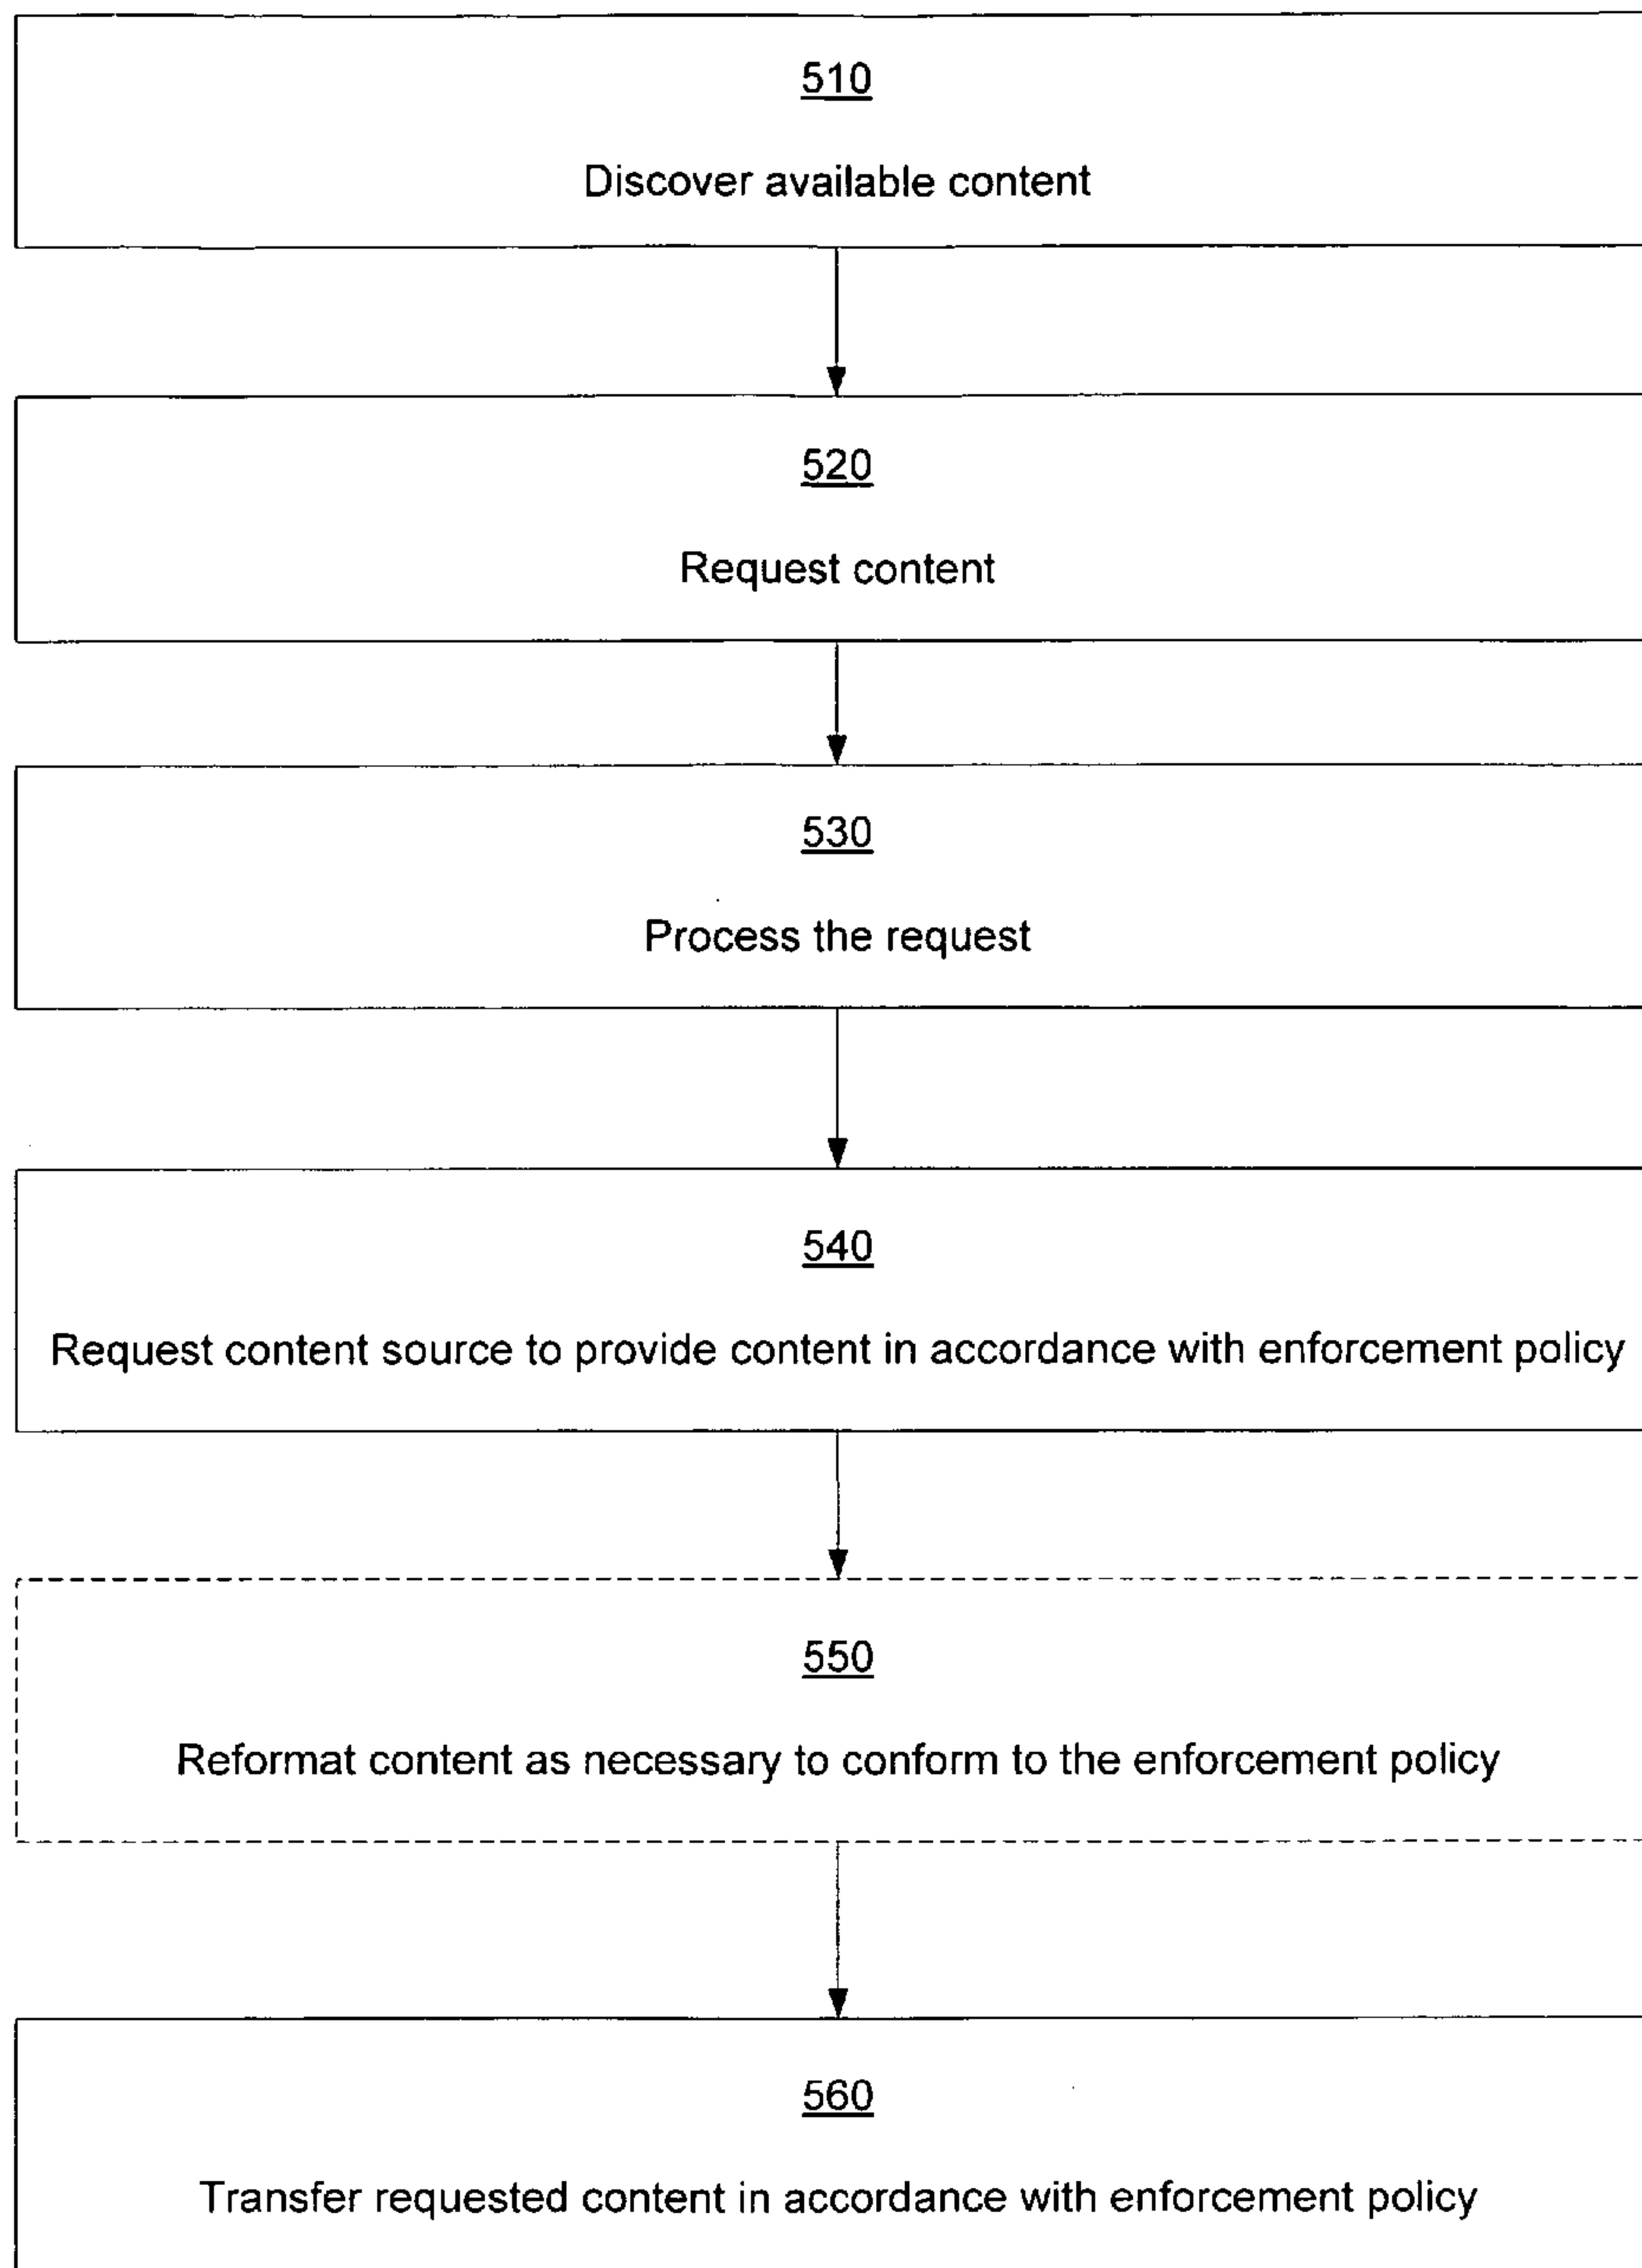 510
Discover available content
520
Request content
530
Process the request
540
Request content source to provide content in accordance with enforcement policy
550
Reformat content as necessary to conform to the enforcement policy
560
Transfer requested content in accordance with enforcement policy